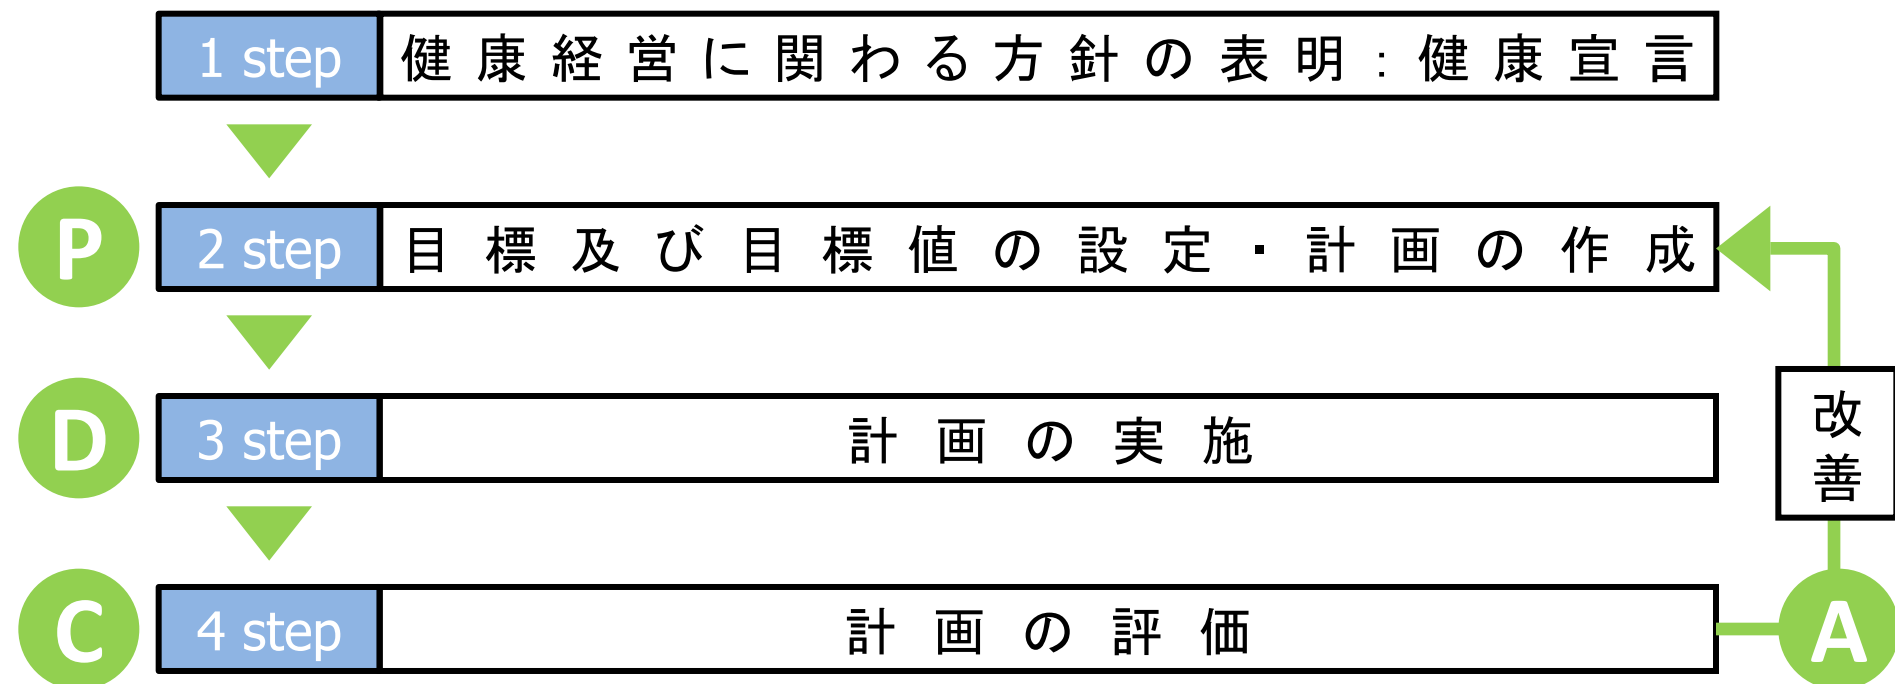 1 step 健康経営に関わる方針の表明：健康宣言
P 2 step 目標及び目標値の設定・計画の作成
D 3 step 計画の実施
改善
C 4 step 計画の評価 A